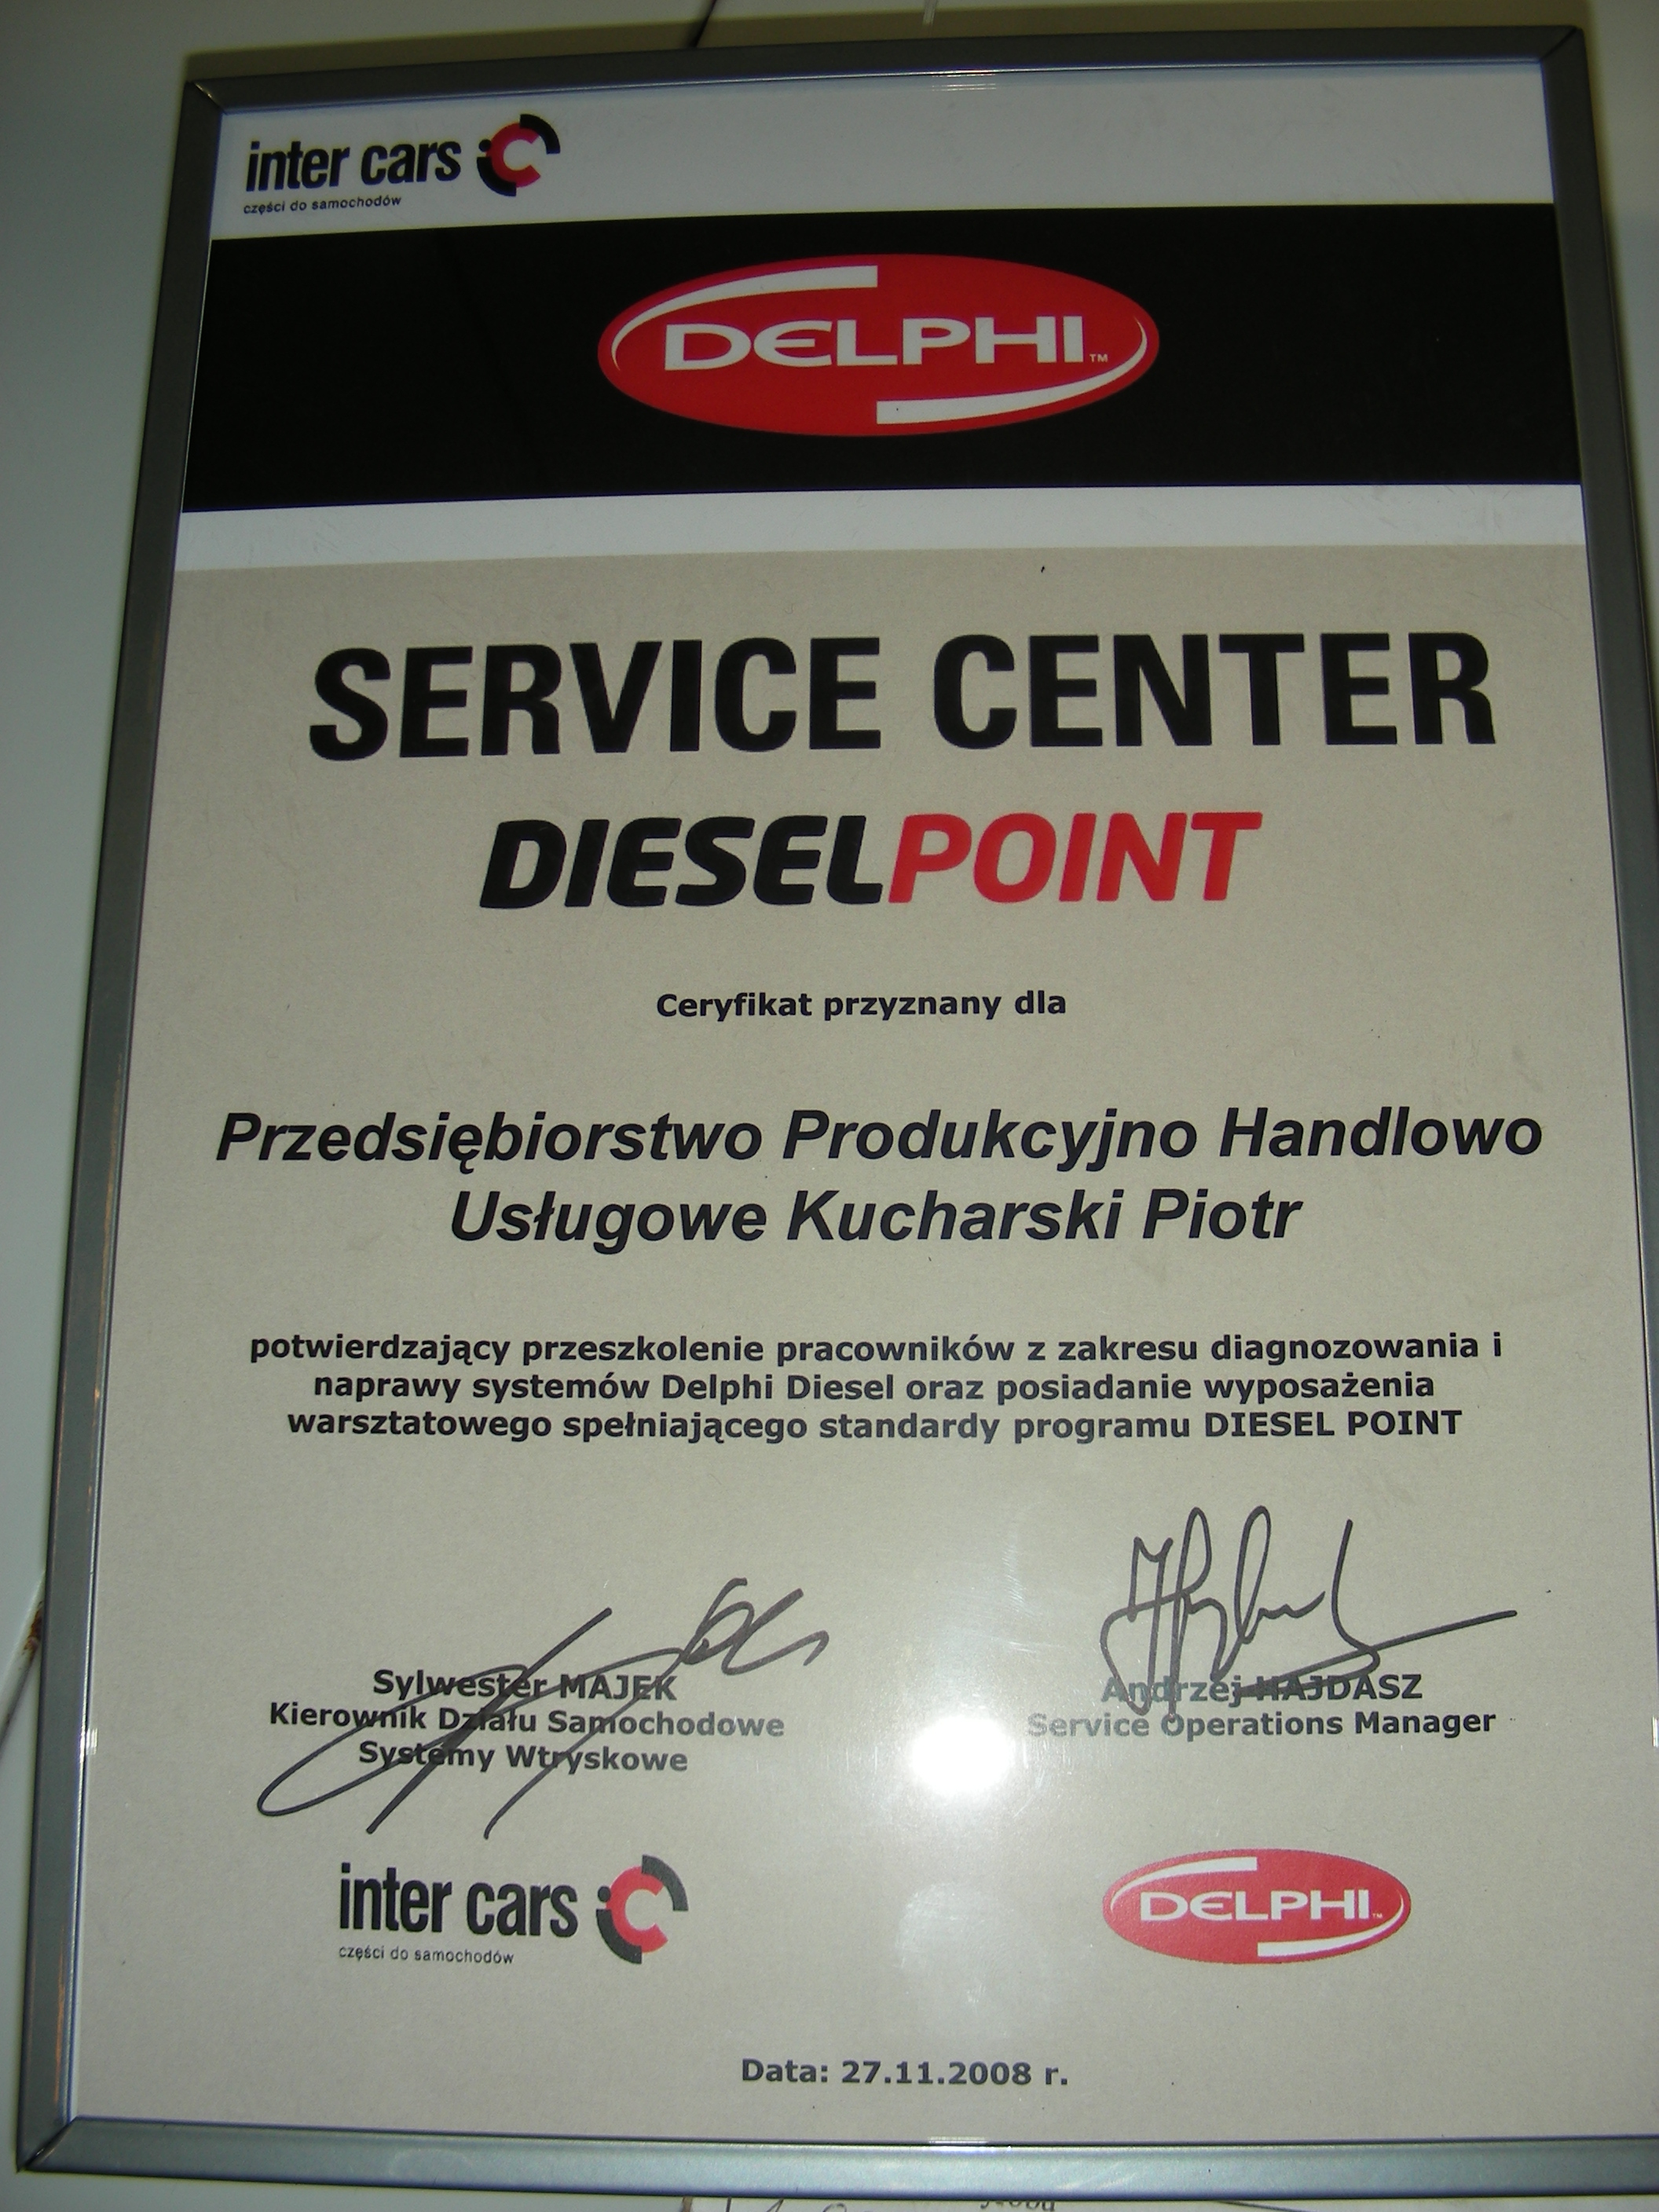 inter cars
części do samochodów
DELPHI™
SERVICE CENTER
DIESELPOINT
Ceryfikat przyznany dla
Przedsiębiorstwo Produkcyjno Handlowo
Usługowe Kucharski Piotr
potwierdzający przeszkolenie pracowników z zakresu diagnozowania i
naprawy systemów Delphi Diesel oraz posiadanie wyposażenia
warsztatowego spełniającego standardy programu DIESEL POINT
Sylwester MAJEK
Kierownik Działu Samochodowe
Systemy Wtryskowe
Andrzej HAJDASZ
Service Operations Manager
inter cars
części do samochodów
DELPHI™
Data: 27.11.2008 r.